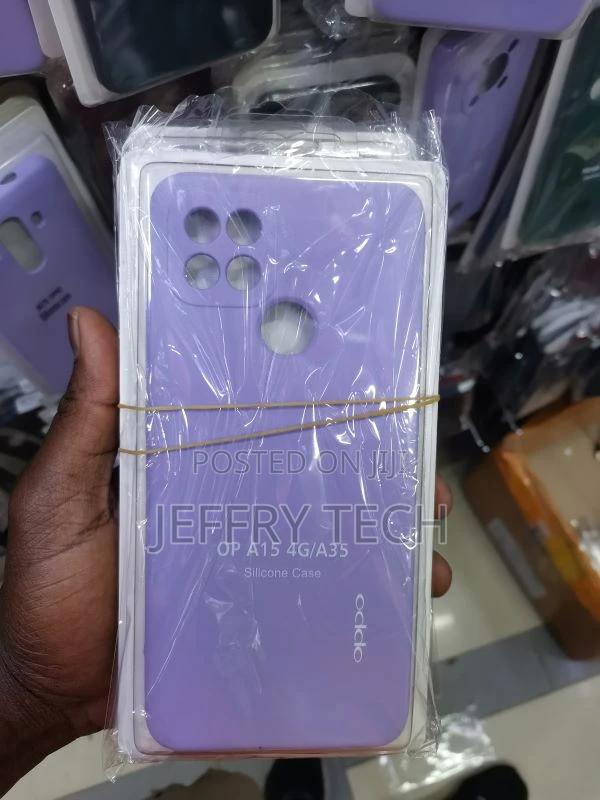 POSTED ON JIJI
JEFFRY TECH
OP A15 4G/A35
Silicone Case
oppo